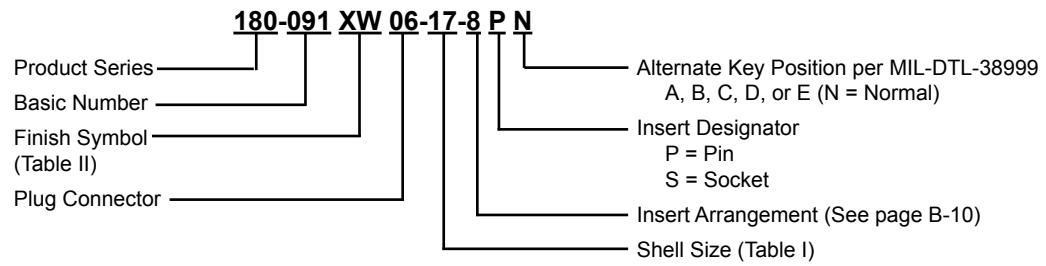 180-091 XW 06-17-8 P N
Product Series
Basic Number
Finish Symbol
(Table II)
Plug Connector
Alternate Key Position per MIL-DTL-38999
A, B, C, D, or E (N = Normal)
Insert Designator
P = Pin
S = Socket
Insert Arrangement (See page B-10)
Shell Size (Table I)